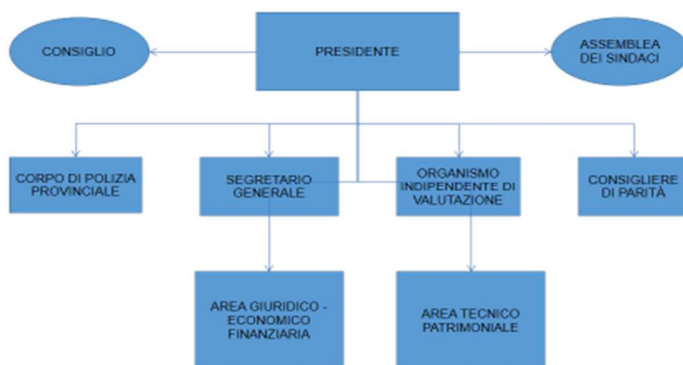 CONSIGLIO
PRESIDENTE
ASSEMBLEA
DEI SINDACI
CORPO DI POLIZIA
PROVINCIALE
SEGRETARIO
GENERALE
ORGANISMO
INDIPENDENTE DI
VALUTAZIONE
CONSIGLIERE
DI PARITÀ
AREA GIURIDICO -
ECONOMICO
FINANZIARIA
AREA TECNICO
PATRIMONIALE